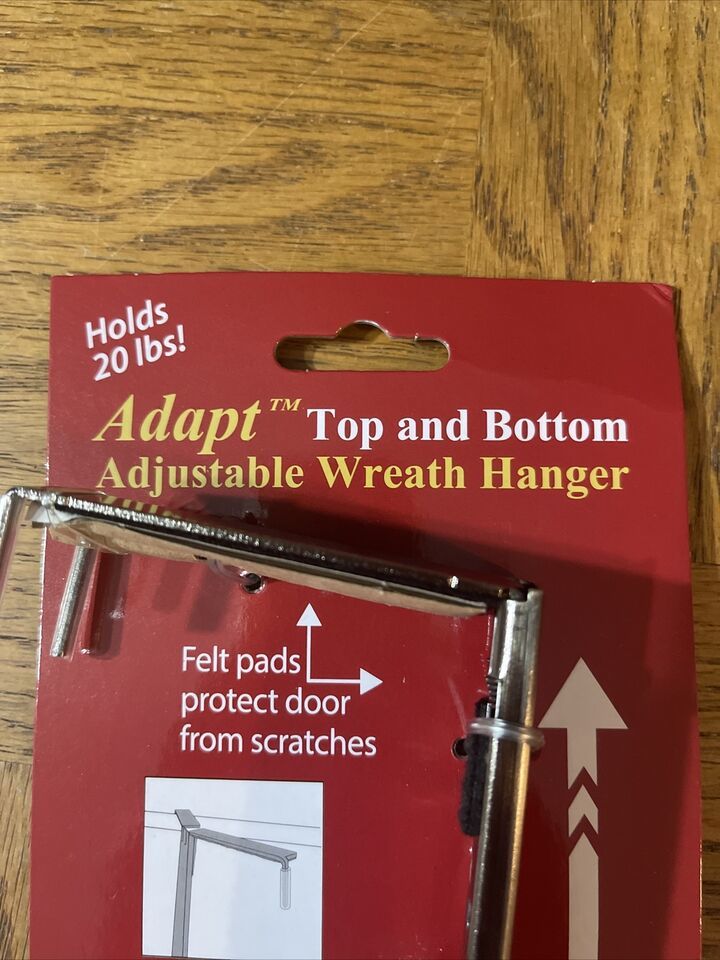 Holds
20 lbs!
Adapt™ Top and Bottom
Adjustable Wreath Hanger
Felt pads
protect door
from scratches